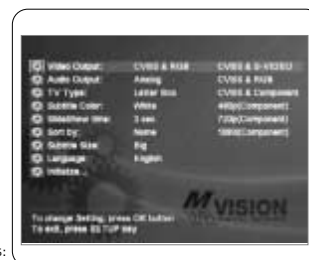 Video Output: CVBS & RGB CVBS & S-VIDEO
Audio Output: Analog CVBS & RGB
TV Type: Letter Box CVBS & Component
Subtitle Color: White 480p(Component)
Slideshow time: 3 sec 720p(Component)
Sort by: Name 1080i(Component)
Subtitle Size: Big
Language: English
Initialize...
MVISION
To change Setting, press OK button
To exit, press SETUP key
s: